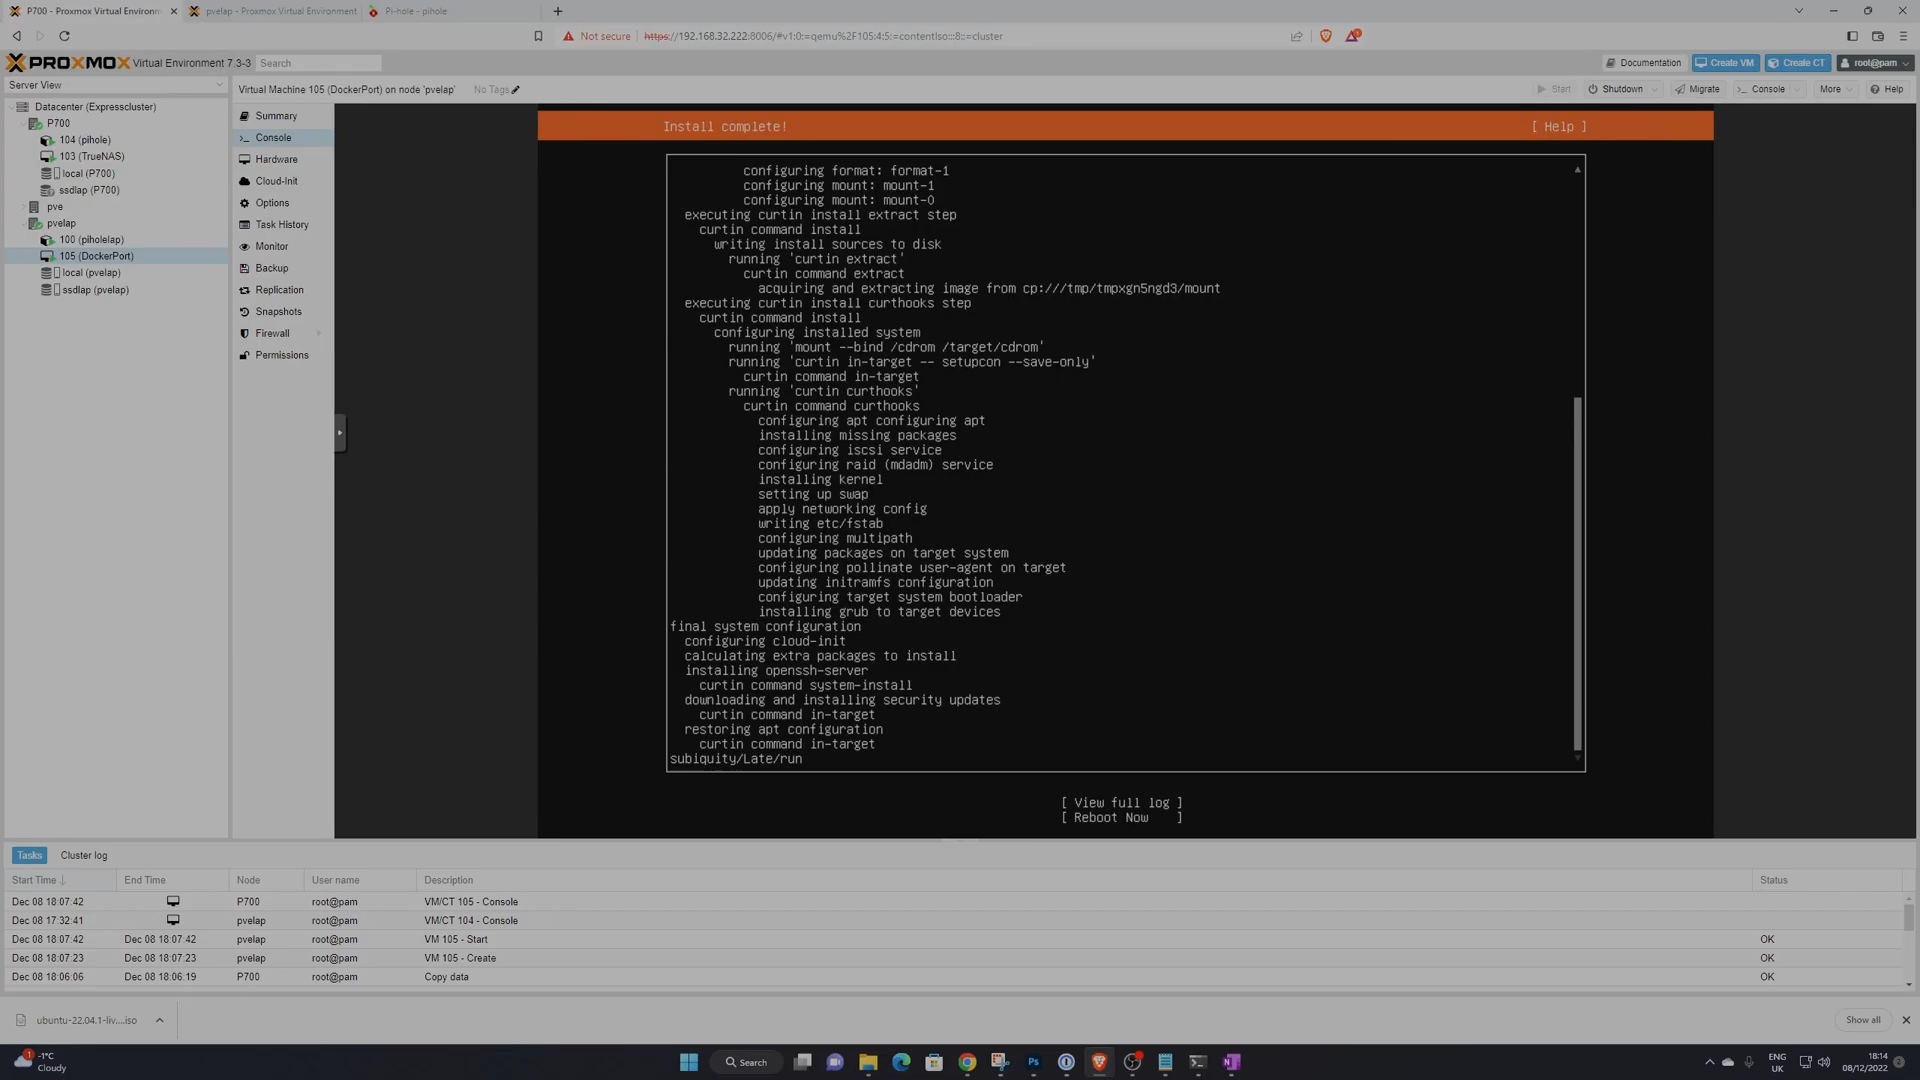 P700 - Proxmox Virtual Environm
pvelap - Proxmox Virtual Environment
Pi-hole - pihole
Not secure
https://192.168.32.222:8006/#v1:0:=qemu%2F105:4:5:=contentIso:::8::=cluster
PROXMOX Virtual Environment 7.3-3
Search
Documentation
Create VM
Create CT
root@pam
Server View
Virtual Machine 105 (DockerPort) on node 'pvelap'
No Tags
Start
Shutdown
Migrate
Console
More
Help
Datacenter (Expresscluster)
P700
104 (pihole)
103 (TrueNAS)
local (P700)
ssdlap (P700)
pve
pvelap
100 (piholelap)
105 (DockerPort)
local (pvelap)
ssdlap (pvelap)
Summary
Console
Hardware
Cloud-Init
Options
Task History
Monitor
Backup
Replication
Snapshots
Firewall
Permissions
Install complete!
[ Help ]
configuring format: format-1
configuring mount: mount-1
configuring mount: mount-0
executing curtin install extract step
curtin command install
writing install sources to disk
running 'curtin extract'
curtin command extract
acquiring and extracting image from cp:///tmp/tmpxgn5ngd3/mount
executing curtin install curthooks step
curtin command install
configuring installed system
running 'mount --bind /cdrom /target/cdrom'
running 'curtin in-target -- setupcon --save-only'
curtin command in-target
running 'curtin curthooks'
curtin command curthooks
configuring apt configuring apt
installing missing packages
configuring iscsi service
configuring raid (mdadm) service
installing kernel
setting up swap
apply networking config
writing etc/fstab
configuring multipath
updating packages on target system
configuring pollinate user-agent on target
updating initramfs configuration
configuring target system bootloader
installing grub to target devices
final system configuration
configuring cloud-init
calculating extra packages to install
installing openssh-server
curtin command system-install
downloading and installing security updates
curtin command in-target
restoring apt configuration
curtin command in-target
subiquity/Late/run
[ View full log ]
[ Reboot Now ]
Tasks
Cluster log
Start Time
End Time
Node
User name
Description
Status
Dec 08 18:07:42
P700
root@pam
VM/CT 105 - Console
Dec 08 17:32:41
pvelap
root@pam
VM/CT 104 - Console
Dec 08 18:07:42
Dec 08 18:07:42
pvelap
root@pam
VM 105 - Start
OK
Dec 08 18:07:23
Dec 08 18:07:23
pvelap
root@pam
VM 105 - Create
OK
Dec 08 18:06:06
Dec 08 18:06:19
P700
root@pam
Copy data
OK
ubuntu-22.04.1-liv....iso
Show all
1
-1°C
Cloudy
Search
Ps
ENG
UK
18:14
08/12/2022